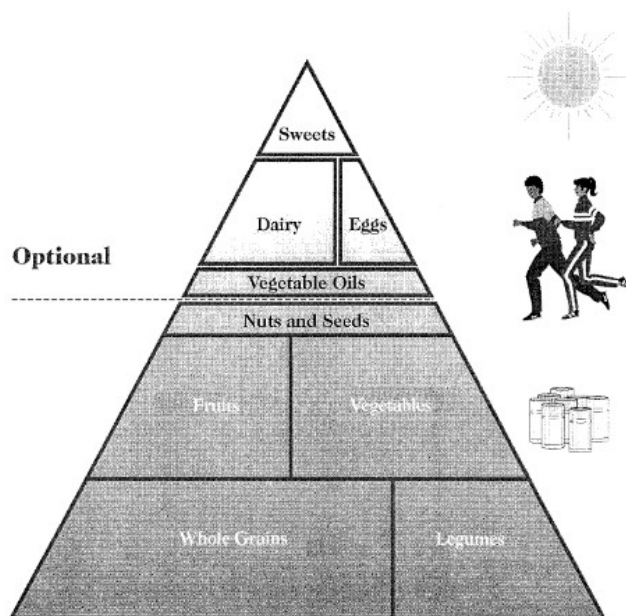 Sweets
Dairy Eggs
Optional
Vegetable Oils
Nuts and Seeds
Fruits Vegetables
Whole Grains Legumes